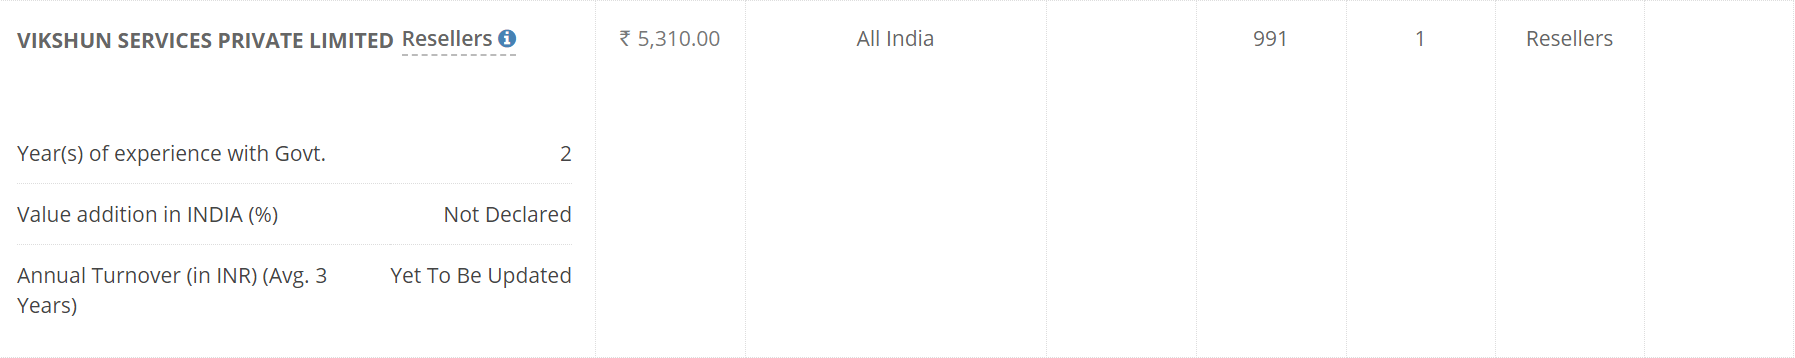 VIKSHUN SERVICES PRIVATE LIMITED Resellers ₹ 5,310.00 All India 991 1 Resellers
Year(s) of experience with Govt. 2
Value addition in INDIA (%) Not Declared
Annual Turnover (in INR) (Avg. 3 Yet To Be Updated
Years)